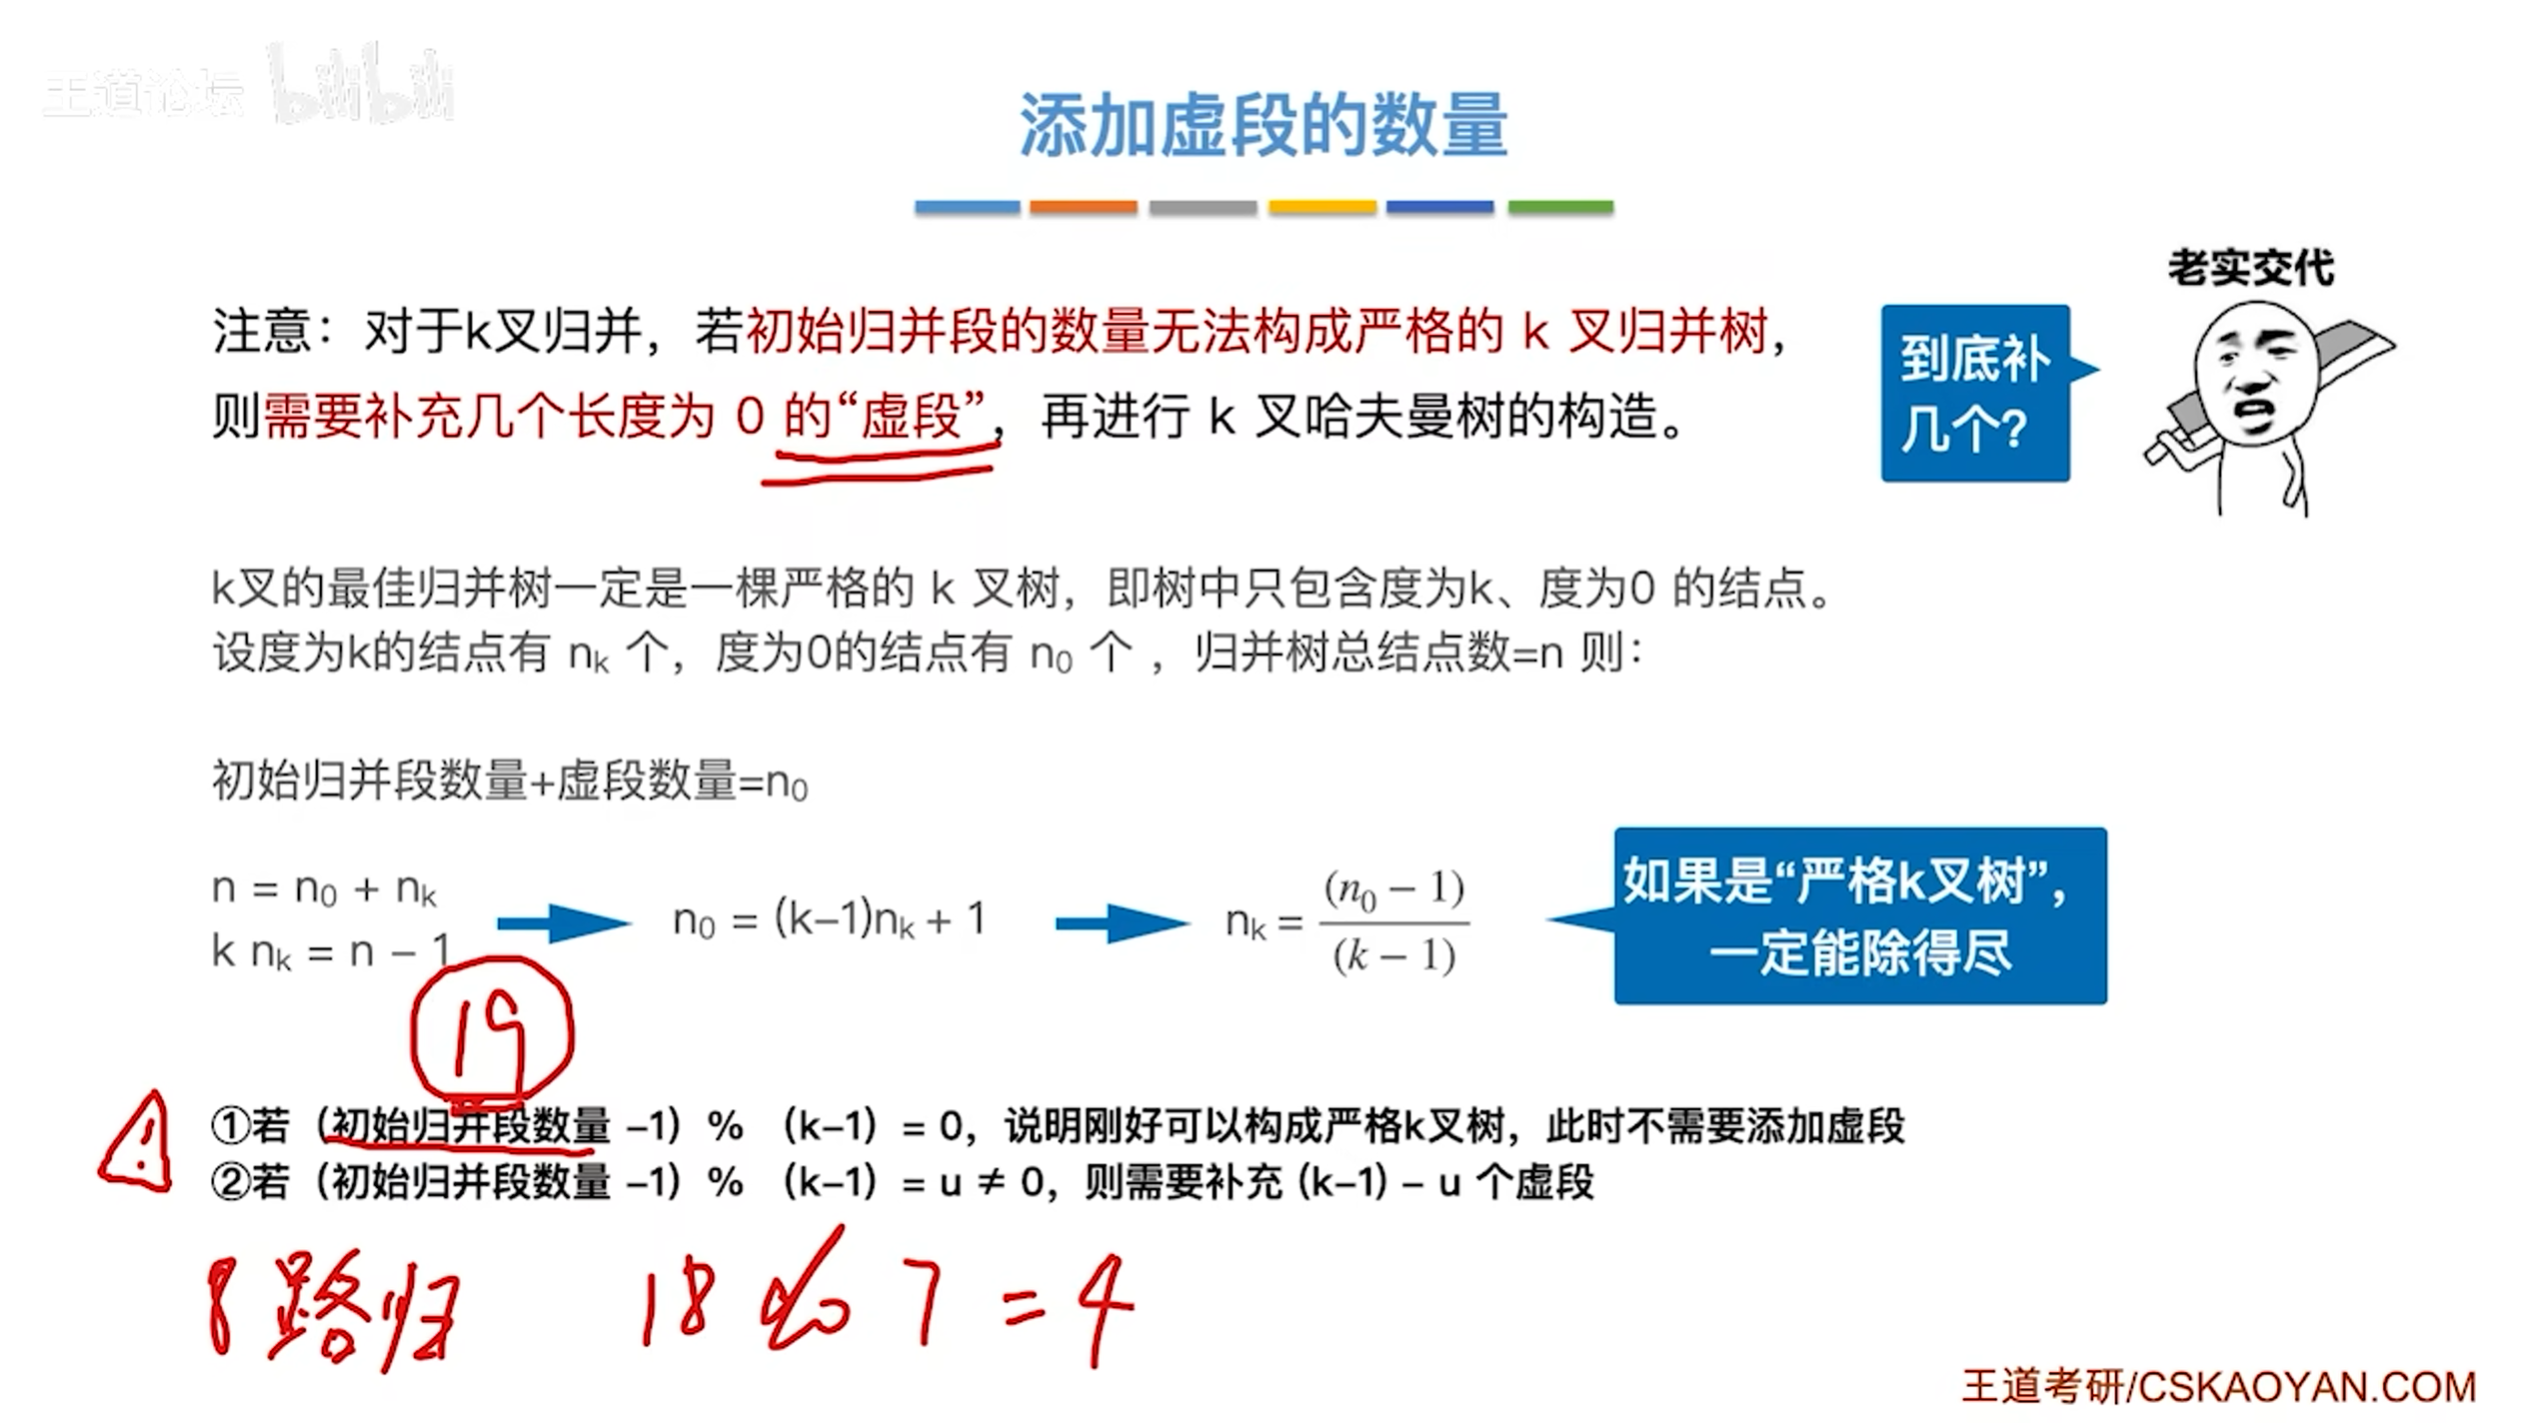 王道论坛 bilibili
添加虚段的数量
老实交代
注意：对于k叉归并，若初始归并段的数量无法构成严格的 k 叉归并树，
则需要补充几个长度为 0 的“虚段”，再进行 k 叉哈夫曼树的构造。
到底补
几个？
k叉的最佳归并树一定是一棵严格的 k 叉树，即树中只包含度为k、度为0 的结点。
设度为k的结点有 nk 个，度为0的结点有 n0 个 ，归并树总结点数=n 则：
初始归并段数量+虚段数量=n0
n = n0 + nk
k nk = n – 1
n0 = (k–1)nk + 1
nk = (n0 – 1) / (k – 1)
如果是“严格k叉树”，
一定能除得尽
19
①若（初始归并段数量 –1）% （k–1）= 0，说明刚好可以构成严格k叉树，此时不需要添加虚段
②若（初始归并段数量 –1）% （k–1）= u ≠ 0，则需要补充 (k–1) – u 个虚段
8路归 18 % 7 = 4
王道考研/CSKAOYAN.COM